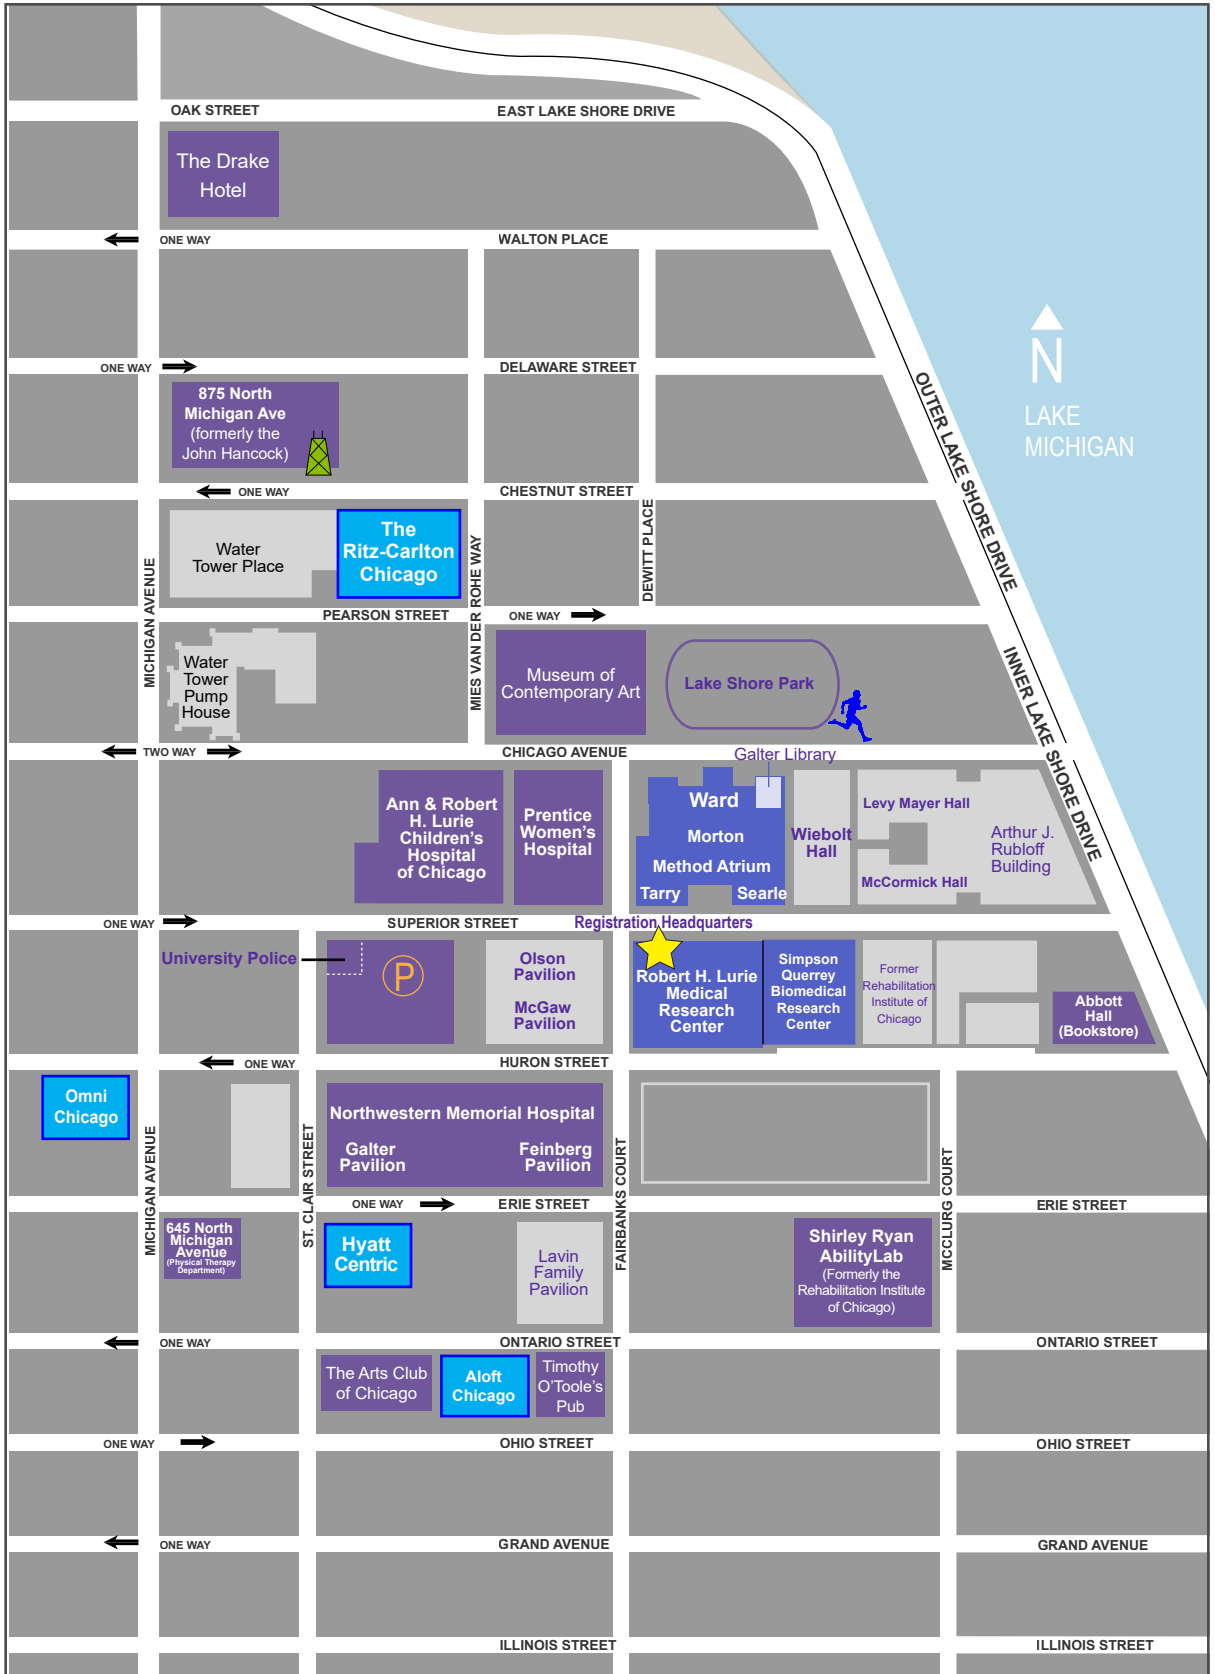 OAK STREET
EAST LAKE SHORE DRIVE
The Drake
Hotel
ONE WAY
WALTON PLACE
N
LAKE
MICHIGAN
ONE WAY
DELAWARE STREET
OUTER LAKE SHORE DRIVE
875 North
Michigan Ave
(formerly the
John Hancock)
ONE WAY
CHESTNUT STREET
Water
Tower Place
The
Ritz-Carlton
Chicago
MICHIGAN AVENUE
MIES VAN DER ROHE WAY
DEWITT PLACE
PEARSON STREET
ONE WAY
INNER LAKE SHORE DRIVE
Water
Tower
Pump
House
Museum of
Contemporary Art
Lake Shore Park
TWO WAY
CHICAGO AVENUE
Galter Library
Ann & Robert
H. Lurie
Children's
Hospital
of Chicago
Prentice
Women's
Hospital
Ward
Morton
Method Atrium
Tarry
Searle
Wiebolt
Hall
Levy Mayer Hall
McCormick Hall
Arthur J.
Rubloff
Building
ONE WAY
SUPERIOR STREET
Registration Headquarters
University Police
P
Olson
Pavilion
McGaw
Pavilion
Robert H. Lurie
Medical
Research
Center
Simpson
Querrey
Biomedical
Research
Center
Former
Rehabilitation
Institute of
Chicago
Abbott
Hall
(Bookstore)
ONE WAY
HURON STREET
Omni
Chicago
MICHIGAN AVENUE
ST. CLAIR STREET
Northwestern Memorial Hospital
Galter
Pavilion
Feinberg
Pavilion
FAIRBANKS COURT
MCCLURG COURT
ONE WAY
ERIE STREET
ERIE STREET
645 North
Michigan
Avenue
(Physical Therapy
Department)
Hyatt
Centric
Lavin
Family
Pavilion
Shirley Ryan
AbilityLab
(Formerly the
Rehabilitation Institute
of Chicago)
ONE WAY
ONTARIO STREET
ONTARIO STREET
The Arts Club
of Chicago
Aloft
Chicago
Timothy
O'Toole's
Pub
ONE WAY
OHIO STREET
OHIO STREET
ONE WAY
GRAND AVENUE
GRAND AVENUE
ILLINOIS STREET
ILLINOIS STREET